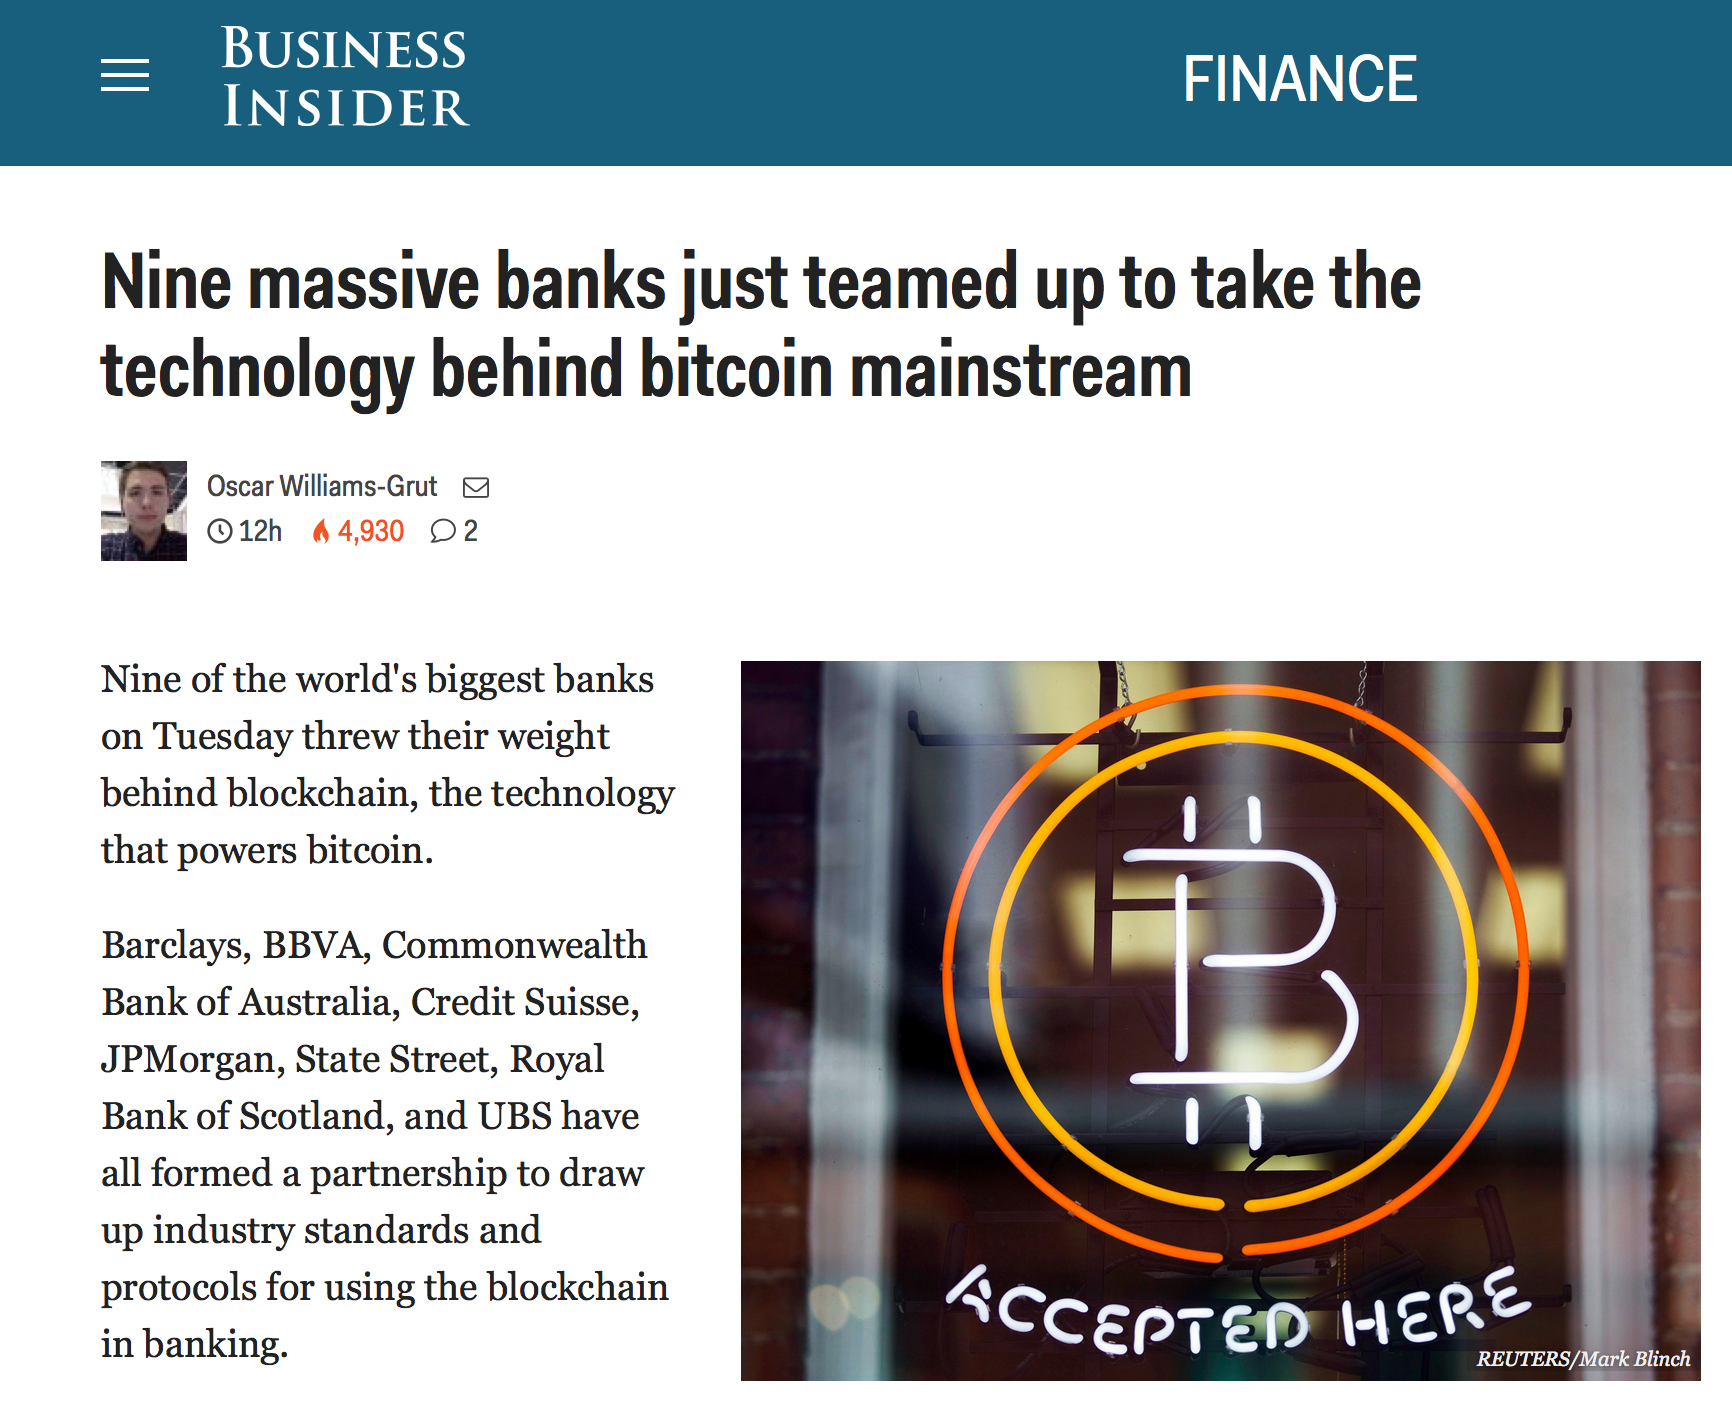 BUSINESS
INSIDER
FINANCE
Nine massive banks just teamed up to take the
technology behind bitcoin mainstream
Oscar Williams-Grut
12h 4,930 2
Nine of the world's biggest banks
on Tuesday threw their weight
behind blockchain, the technology
that powers bitcoin.
Barclays, BBVA, Commonwealth
Bank of Australia, Credit Suisse,
JPMorgan, State Street, Royal
Bank of Scotland, and UBS have
all formed a partnership to draw
up industry standards and
protocols for using the blockchain
in banking.
ACCEPTED HERE
REUTERS/Mark Blinch